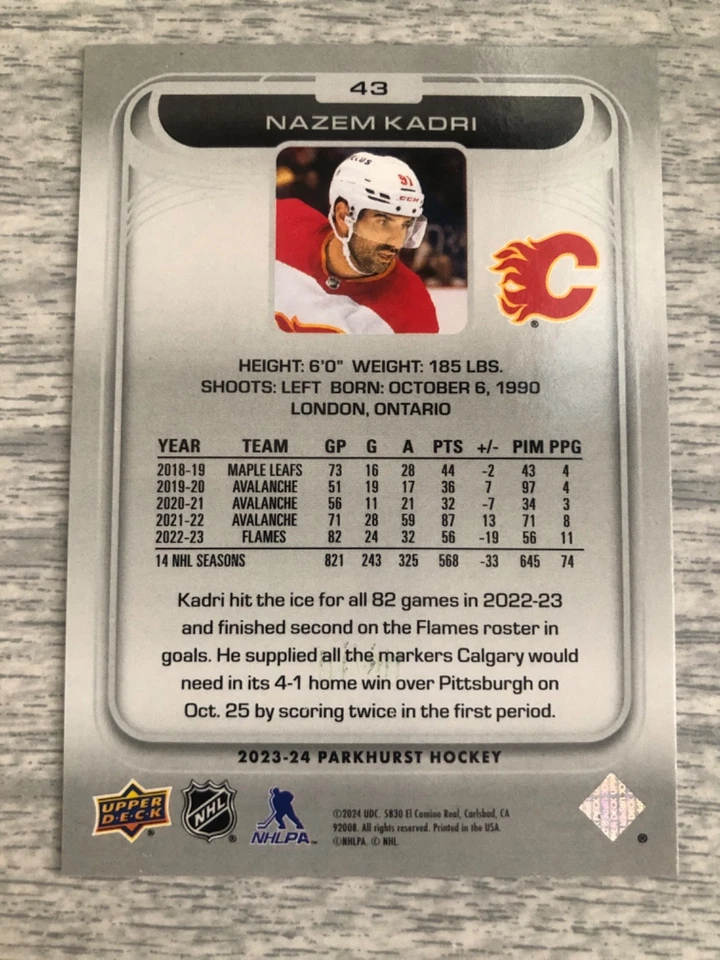 43
NAZEM KADRI
91
CCM
C
®
HEIGHT: 6'0" WEIGHT: 185 LBS.
SHOOTS: LEFT BORN: OCTOBER 6, 1990
LONDON, ONTARIO
YEAR TEAM GP G A PTS +/- PIM PPG
2018-19 MAPLE LEAFS 73 16 28 44 -2 43 4
2019-20 AVALANCHE 51 19 17 36 7 97 4
2020-21 AVALANCHE 56 11 21 32 -7 34 3
2021-22 AVALANCHE 71 28 59 87 13 71 8
2022-23 FLAMES 82 24 32 56 -19 56 11
14 NHL SEASONS 821 243 325 568 -33 645 74
Kadri hit the ice for all 82 games in 2022-23
and finished second on the Flames roster in
goals. He supplied all the markers Calgary would
need in its 4-1 home win over Pittsburgh on
Oct. 25 by scoring twice in the first period.
2023-24 PARKHURST HOCKEY
UPPER
D·E·C·K
®
NHL
®
NHLPA™
©2024 UDC. 5830 El Camino Real, Carlsbad, CA
92008. All rights reserved. Printed in the USA.
©NHLPA. © NHL.
®